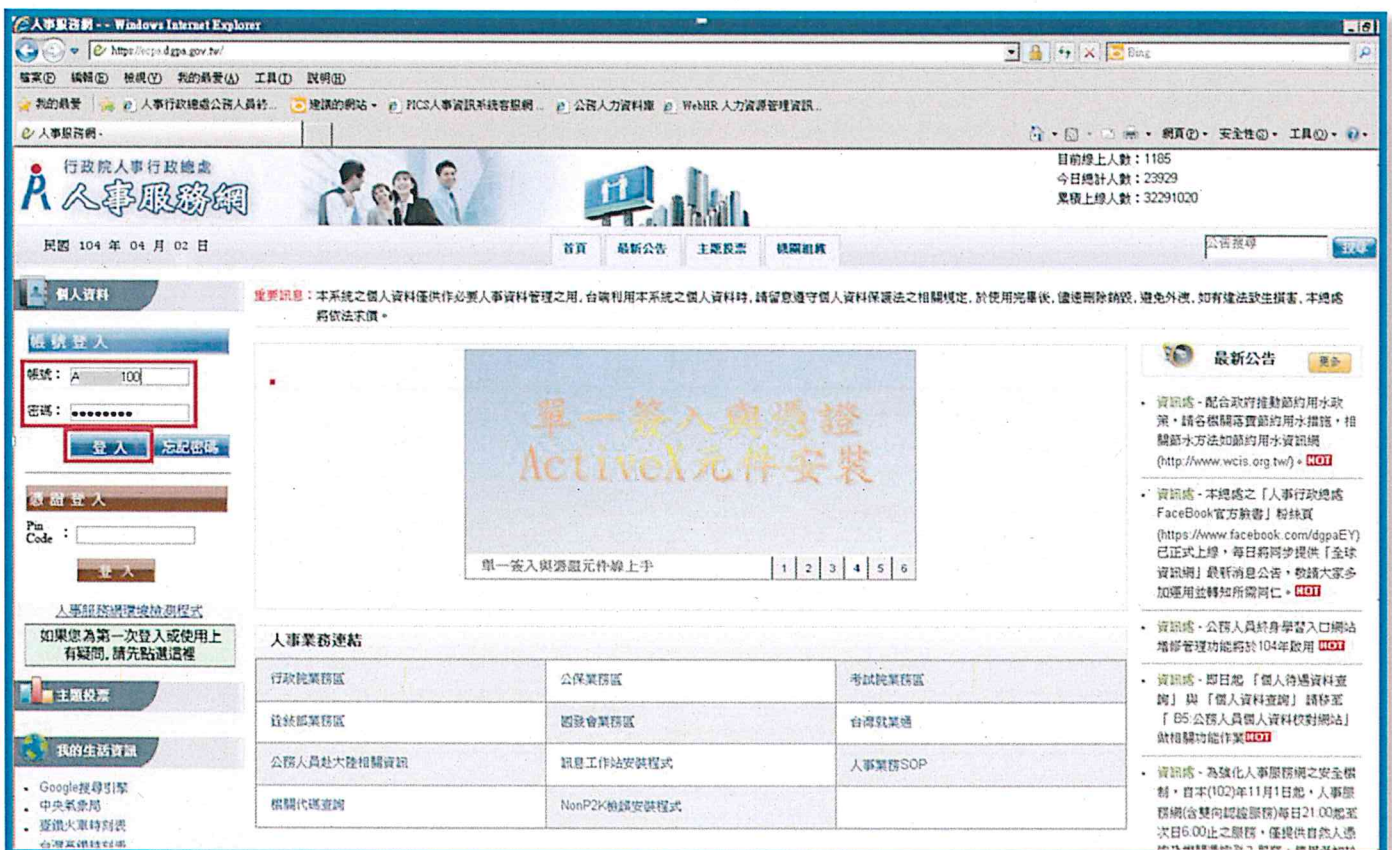 人事服務網 - - Windows Internet Explorer
https://ecpa.dgpa.gov.tw/
Bing
檔案(F) 編輯(E) 檢視(V) 我的最愛(A) 工具(T) 說明(H)
我的最愛 人事行政總處公務人員終... 建議的網站 PICS人事資訊系統客服網... 公務人力資料庫 WebHR 人力資源管理資訊...
人事服務網 -
網頁(P) 安全性(S) 工具(O)
行政院人事行政總處
人事服務網
目前線上人數：1185
今日總計人數：23929
累積上線人數：32291020
民國 104 年 04 月 02 日
首頁 最新公告 主題投票 機關組織
公告搜尋
搜尋
個人資料
重要訊息：本系統之個人資料僅供作必要人事資料管理之用，台端利用本系統之個人資料時，請留意遵守個人資料保護法之相關規定，於使用完畢後，儘速刪除銷毀，避免外洩，如有違法致生損害，本總處
將依法求償。
帳號登入
帳號： A 100
密碼： ●●●●●●●●
登入 忘記密碼
憑證登入
Pin
Code ：
登入
人事服務網環境檢測程式
如果您為第一次登入或使用上
有疑問，請先點選這裡
主題投票
我的生活資訊
Google搜尋引擎
中央氣象局
臺鐵火車時刻表
台灣高鐵時刻表
單一簽入與憑證
ActiveX元件安裝
單一簽入與憑證元件線上手
1 2 3 4 5 6
人事業務連結
行政院業務區 公保業務區 考試院業務區
銓敘部業務區 國發會業務區 台灣就業通
公務人員赴大陸相關資訊 訊息工作站安裝程式 人事業務SOP
機關代碼查詢 NonP2K檢誤安裝程式
最新公告 更多
資訊處 - 配合政府推動節約用水政
策，請各機關落實節約用水措施，相
關節水方法如節約用水資訊網
(http://www.wcis.org.tw/)。HOT
資訊處 - 本總處之「人事行政總處
FaceBook官方臉書」粉絲頁
(https://www.facebook.com/dgpaEY)
已正式上線，每日將同步提供「全球
資訊網」最新消息公告，敬請大家多
加運用並轉知所屬同仁。HOT
資訊處 - 公務人員終身學習入口網站
增修管理功能將於104年啟用 HOT
資訊處 - 即日起 「個人待遇資料查
詢」 與 「個人資料查詢」 請移至
「 B5:公務人員個人資料校對網站」
做相關功能作業HOT
資訊處 - 為強化人事服務網之安全機
制，自本(102)年11月1日起，人事服
務網(含雙向認證服務)每日21:00起至
次日6:00止之服務，僅提供自然人憑